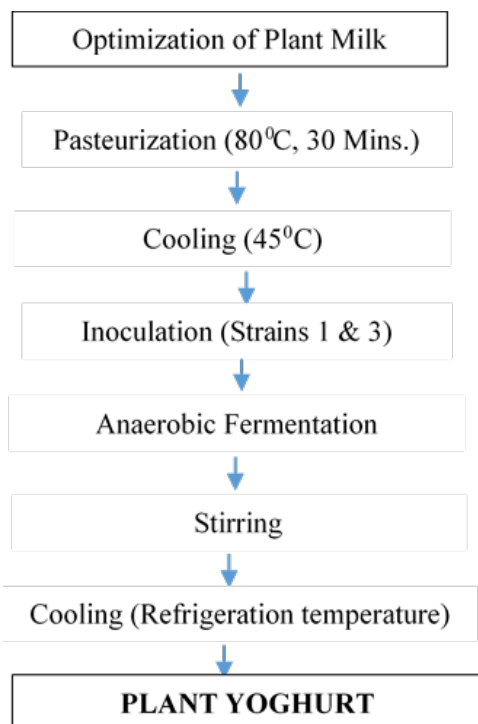 Optimization of Plant Milk
Pasteurization (80⁰C, 30 Mins.)
Cooling (45⁰C)
Inoculation (Strains 1 & 3)
Anaerobic Fermentation
Stirring
Cooling (Refrigeration temperature)
PLANT YOGHURT